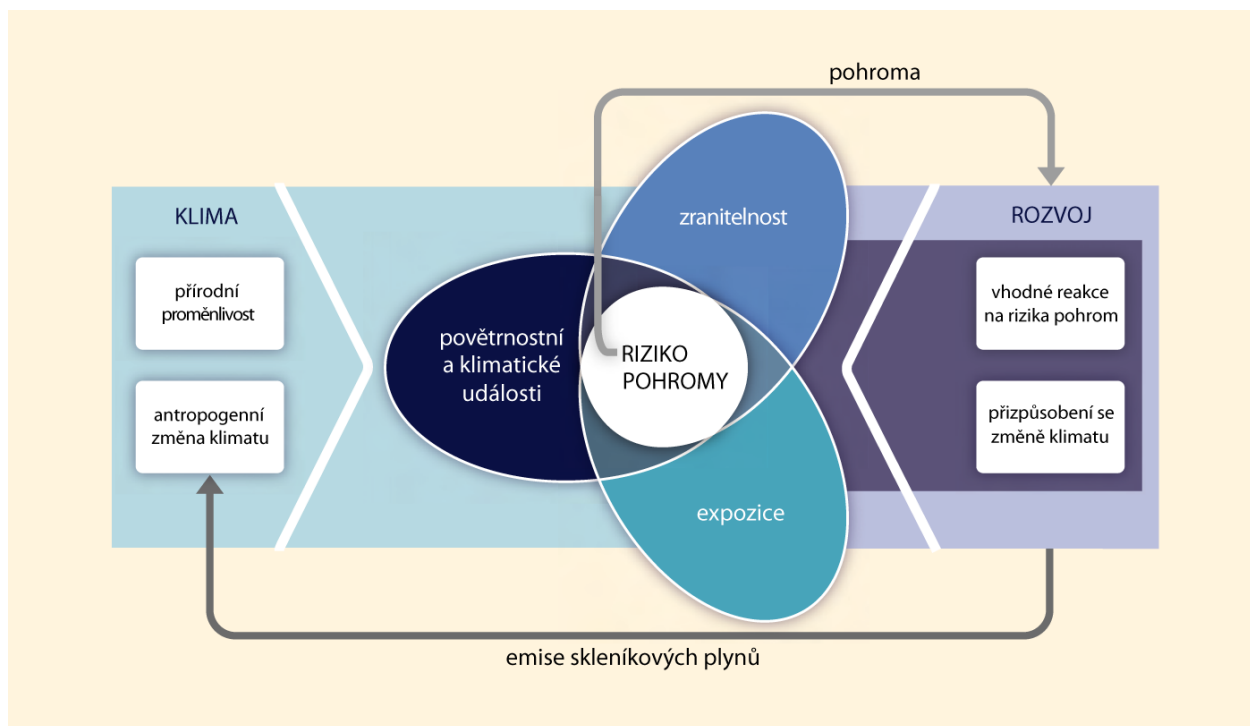 pohroma
KLIMA
přírodní
proměnlivost
antropogenní
změna klimatu
povětrnostní
a klimatické
události
zranitelnost
RIZIKO
POHROMY
expozice
ROZVOJ
vhodné reakce
na rizika pohrom
přizpůsobení se
změně klimatu
emise skleníkových plynů